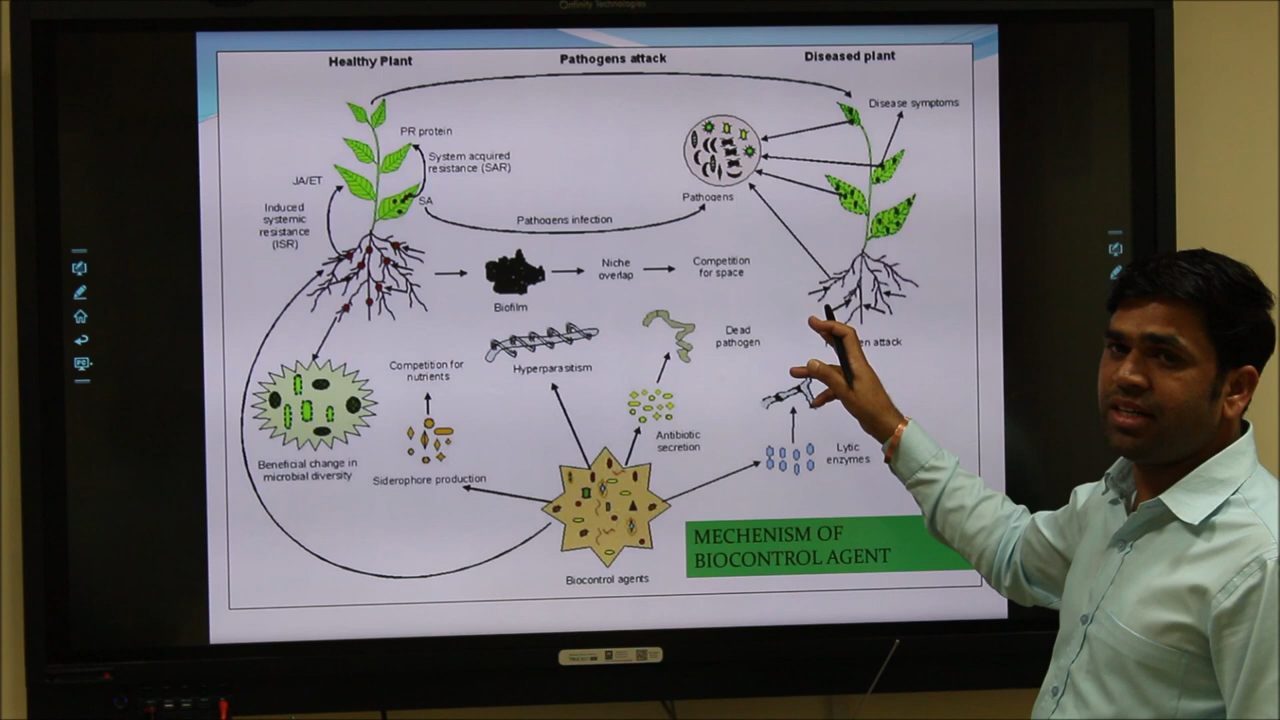 Onfinity Technologies
Healthy Plant
Pathogens attack
Diseased plant
Disease symptoms
PR protein
System acquired
resistance (SAR)
JA/ET
SA
Pathogens
Induced
systemic
resistance
(ISR)
Pathogens infection
Niche
overlap
Competition
for space
Biofilm
Dead
pathogen
attack
Hyperparasitism
Competition for
nutrients
Antibiotic
secretion
Lytic
enzymes
Beneficial change in
microbial diversity
Siderophore production
MECHENISM OF
BIOCONTROL AGENT
Biocontrol agents